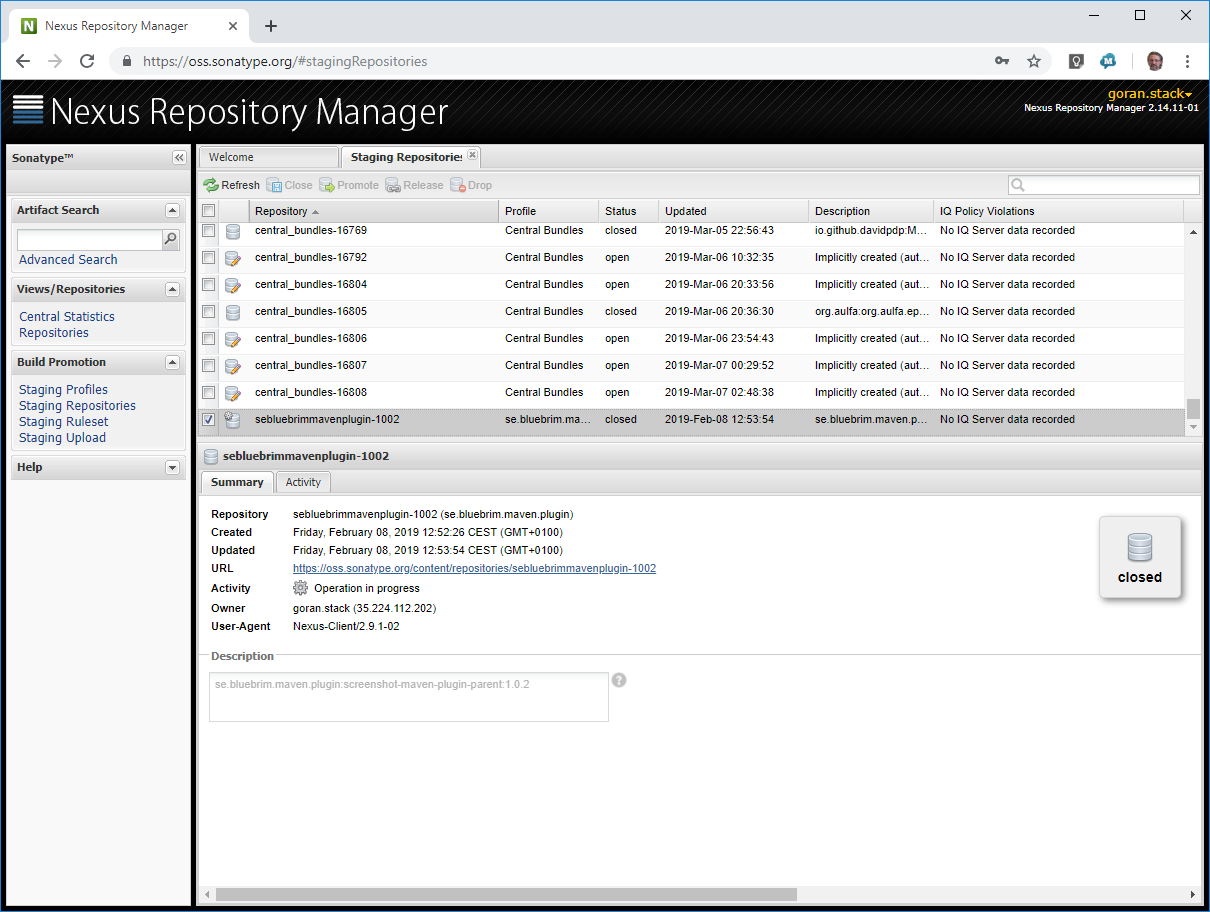 Nexus Repository Manager
https://oss.sonatype.org/#stagingRepositories
Nexus Repository Manager
goran.stack
Nexus Repository Manager 2.14.11-01
Sonatype™
Welcome
Staging Repositories
Refresh Close Promote Release Drop
Artifact Search
Advanced Search
Views/Repositories
Central Statistics
Repositories
Build Promotion
Staging Profiles
Staging Repositories
Staging Ruleset
Staging Upload
Help
Repository Profile Status Updated Description IQ Policy Violations
central_bundles-16769 Central Bundles closed 2019-Mar-05 22:56:43 io.github.davidpdp:M... No IQ Server data recorded
central_bundles-16792 Central Bundles open 2019-Mar-06 10:32:35 Implicitly created (aut... No IQ Server data recorded
central_bundles-16804 Central Bundles open 2019-Mar-06 20:33:56 Implicitly created (aut... No IQ Server data recorded
central_bundles-16805 Central Bundles closed 2019-Mar-06 20:36:30 org.aulfa:org.aulfa.ep... No IQ Server data recorded
central_bundles-16806 Central Bundles open 2019-Mar-06 23:54:43 Implicitly created (aut... No IQ Server data recorded
central_bundles-16807 Central Bundles open 2019-Mar-07 00:29:52 Implicitly created (aut... No IQ Server data recorded
central_bundles-16808 Central Bundles open 2019-Mar-07 02:48:38 Implicitly created (aut... No IQ Server data recorded
sebluebrimmavenplugin-1002 se.bluebrim.ma... closed 2019-Feb-08 12:53:54 se.bluebrim.maven.p... No IQ Server data recorded
sebluebrimmavenplugin-1002
Summary Activity
Repository sebluebrimmavenplugin-1002 (se.bluebrim.maven.plugin)
Created Friday, February 08, 2019 12:52:26 CEST (GMT+0100)
Updated Friday, February 08, 2019 12:53:54 CEST (GMT+0100)
URL https://oss.sonatype.org/content/repositories/sebluebrimmavenplugin-1002
Activity Operation in progress
Owner goran.stack (35.224.112.202)
User-Agent Nexus-Client/2.9.1-02
closed
Description
se.bluebrim.maven.plugin:screenshot-maven-plugin-parent:1.0.2